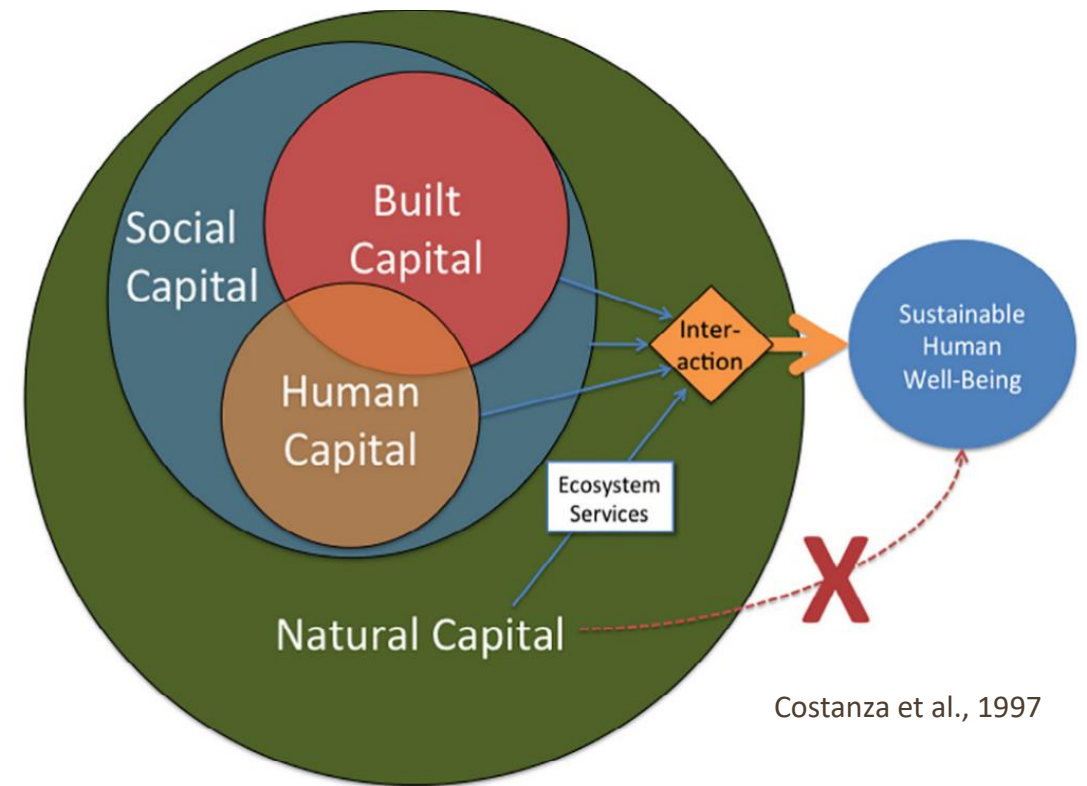 Built
Capital
Social
Capital
Human
Capital
Inter-
action
Sustainable
Human
Well-Being
Ecosystem
Services
X
Natural Capital
Costanza et al., 1997